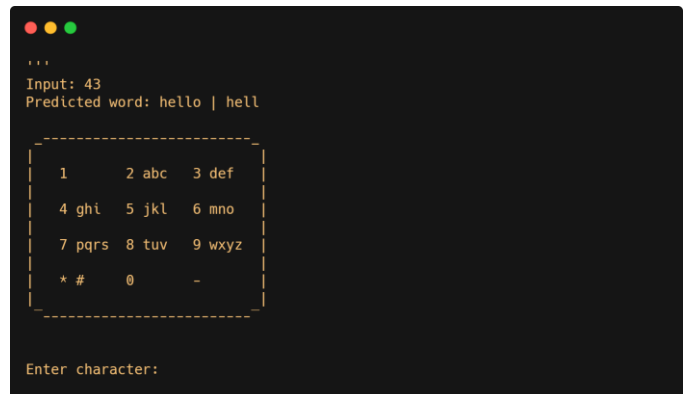 '''
Input: 43
Predicted word: hello | hell
_-------------------------_
|                           |
|   1       2 abc   3 def   |
|                           |
|   4 ghi   5 jkl   6 mno   |
|                           |
|   7 pqrs  8 tuv   9 wxyz  |
|                           |
|   * #     0       -       |
|_                         _|
-------------------------
Enter character: